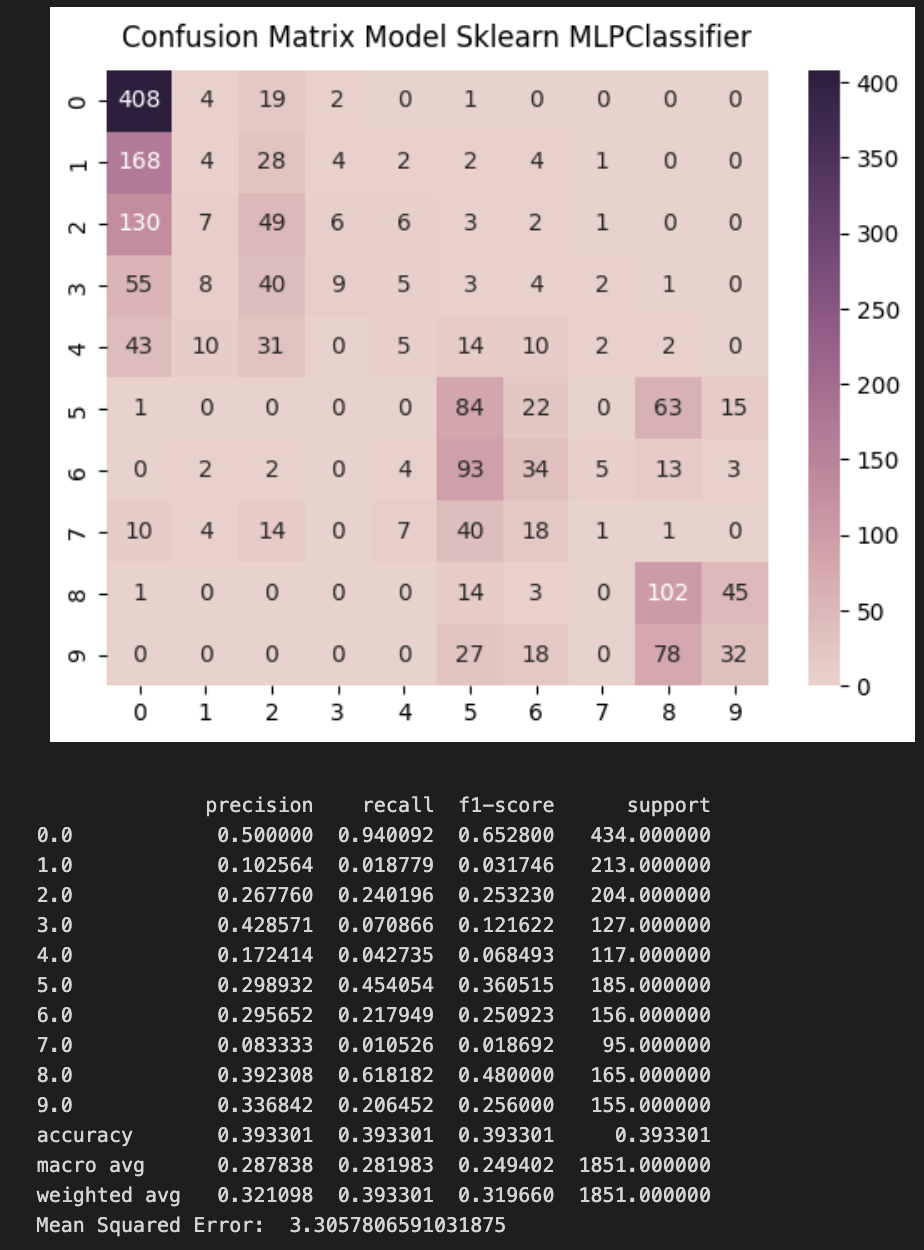 Confusion Matrix Model Sklearn MLPClassifier
0 408 4 19 2 0 1 0 0 0 0
1 168 4 28 4 2 2 4 1 0 0
2 130 7 49 6 6 3 2 1 0 0
3 55 8 40 9 5 3 4 2 1 0
4 43 10 31 0 5 14 10 2 2 0
5 1 0 0 0 0 84 22 0 63 15
6 0 2 2 0 4 93 34 5 13 3
7 10 4 14 0 7 40 18 1 1 0
8 1 0 0 0 0 14 3 0 102 45
9 0 0 0 0 0 27 18 0 78 32
0 1 2 3 4 5 6 7 8 9
400
350
300
250
200
150
100
50
0
precision recall f1-score support
0.0 0.500000 0.940092 0.652800 434.000000
1.0 0.102564 0.018779 0.031746 213.000000
2.0 0.267760 0.240196 0.253230 204.000000
3.0 0.428571 0.070866 0.121622 127.000000
4.0 0.172414 0.042735 0.068493 117.000000
5.0 0.298932 0.454054 0.360515 185.000000
6.0 0.295652 0.217949 0.250923 156.000000
7.0 0.083333 0.010526 0.018692 95.000000
8.0 0.392308 0.618182 0.480000 165.000000
9.0 0.336842 0.206452 0.256000 155.000000
accuracy 0.393301 0.393301 0.393301 0.393301
macro avg 0.287838 0.281983 0.249402 1851.000000
weighted avg 0.321098 0.393301 0.319660 1851.000000
Mean Squared Error: 3.3057806591031875